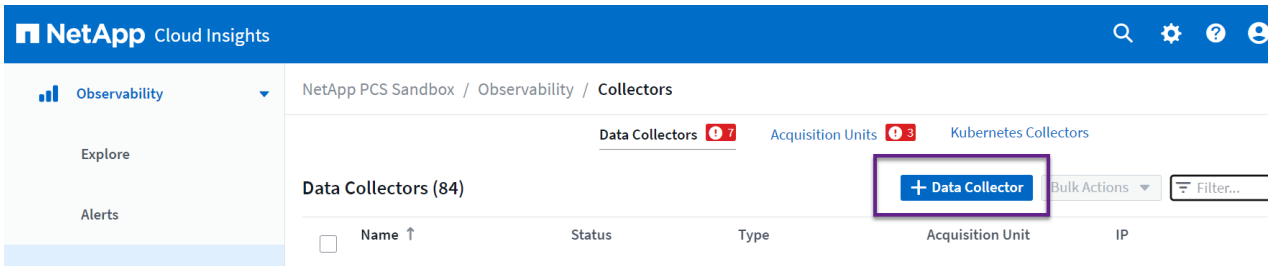 NetApp Cloud Insights
Observability
NetApp PCS Sandbox / Observability / Collectors
Data Collectors 7 Acquisition Units 3 Kubernetes Collectors
Explore
Data Collectors (84) + Data Collector Bulk Actions Filter...
Alerts
Name ↑ Status Type Acquisition Unit IP